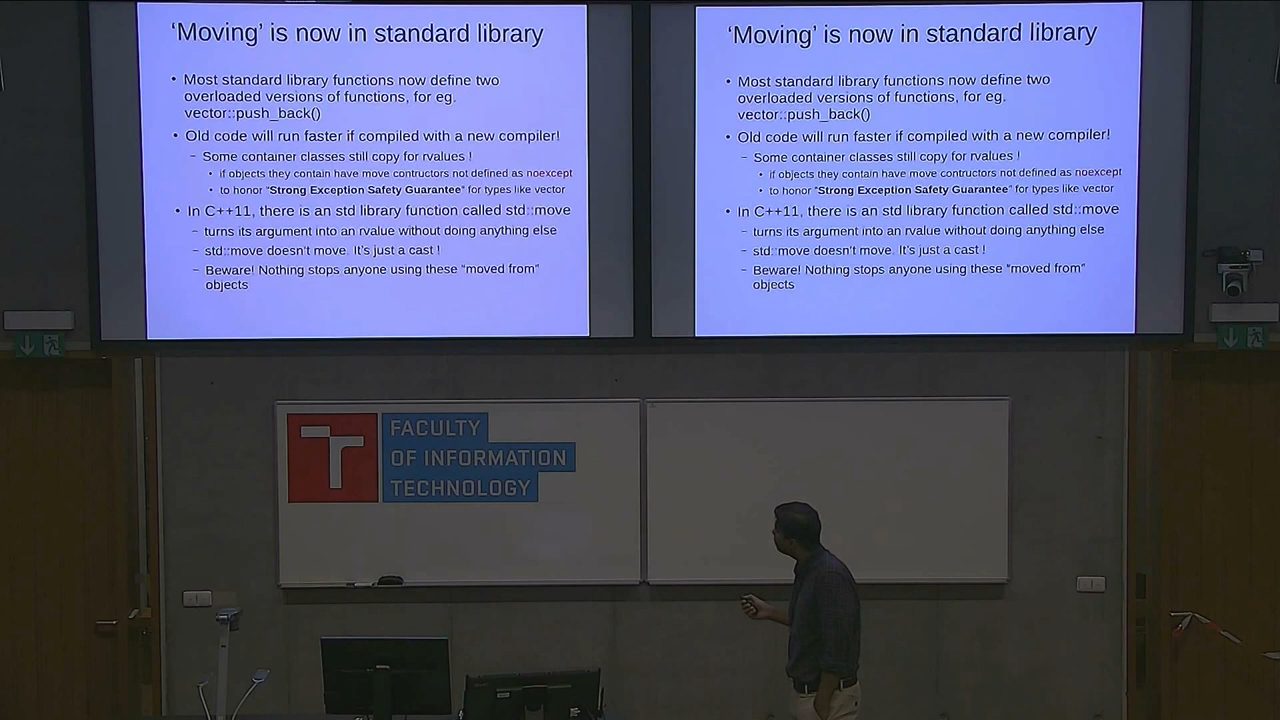 ‘Moving’ is now in standard library
• Most standard library functions now define two
overloaded versions of functions, for eg.
vector::push_back()
• Old code will run faster if compiled with a new compiler!
– Some container classes still copy for rvalues !
• if objects they contain have move contructors not defined as noexcept
• to honor “Strong Exception Safety Guarantee” for types like vector
• In C++11, there is an std library function called std::move
– turns its argument into an rvalue without doing anything else
– std::move doesn't move. It's just a cast !
– Beware! Nothing stops anyone using these “moved from”
objects
‘Moving’ is now in standard library
• Most standard library functions now define two
overloaded versions of functions, for eg.
vector::push_back()
• Old code will run faster if compiled with a new compiler!
– Some container classes still copy for rvalues !
• if objects they contain have move contructors not defined as noexcept
• to honor “Strong Exception Safety Guarantee” for types like vector
• In C++11, there is an std library function called std::move
– turns its argument into an rvalue without doing anything else
– std::move doesn't move. It's just a cast !
– Beware! Nothing stops anyone using these “moved from”
objects
FACULTY
OF INFORMATION
TECHNOLOGY